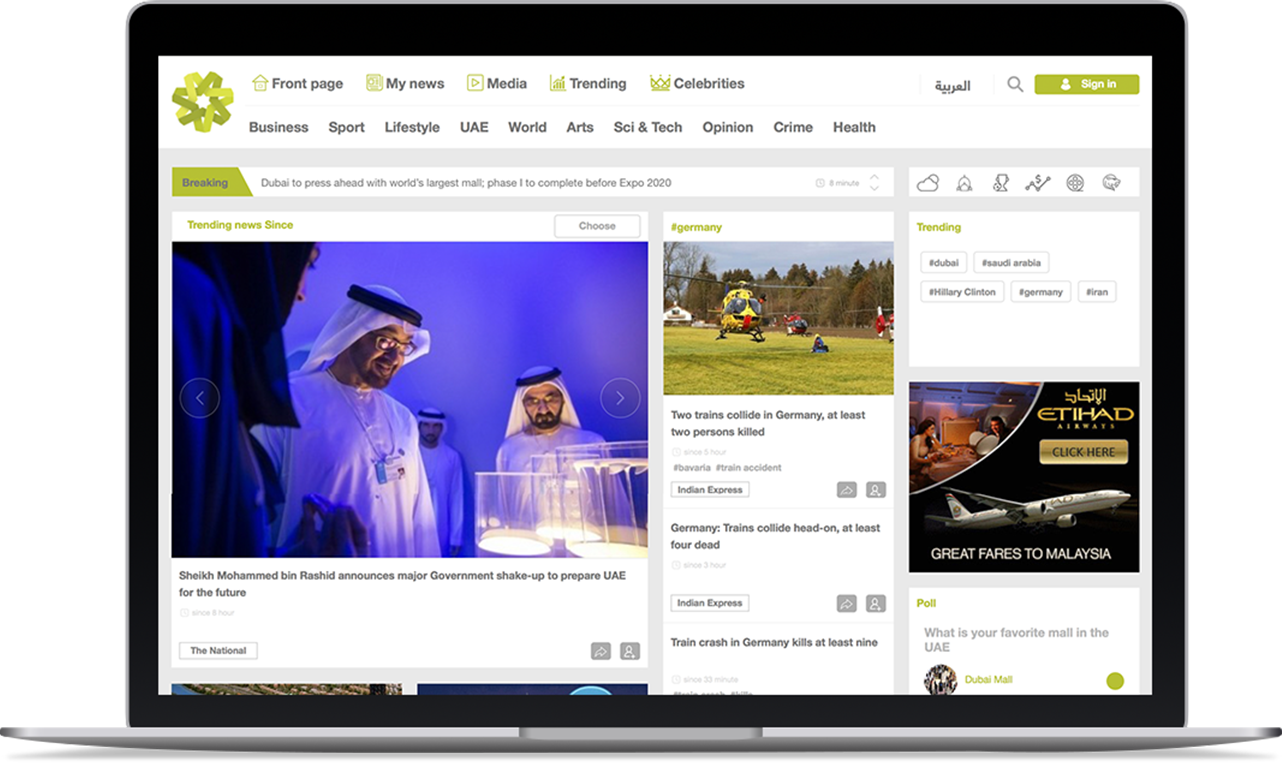 Front page
My news
Media
Trending
Celebrities
العربية
Sign in
Business
Sport
Lifestyle
UAE
World
Arts
Sci & Tech
Opinion
Crime
Health
Breaking
Dubai to press ahead with world's largest mall; phase I to complete before Expo 2020
8 minute
Trending news Since
Choose
Sheikh Mohammed bin Rashid announces major Government shake-up to prepare UAE
for the future
since 8 hour
The National
#germany
Two trains collide in Germany, at least
two persons killed
since 5 hour
#bavaria #train accident
Indian Express
Germany: Trains collide head-on, at least
four dead
since 3 hour
Indian Express
Train crash in Germany kills at least nine
since 33 minute
#train crash #kills
Trending
#dubai
#saudi arabia
#Hillary Clinton
#germany
#iran
الإتحاد
ETIHAD
AIRWAYS
CLICK HERE
GREAT FARES TO MALAYSIA
Poll
What is your favorite mall in the
UAE
Dubai Mall